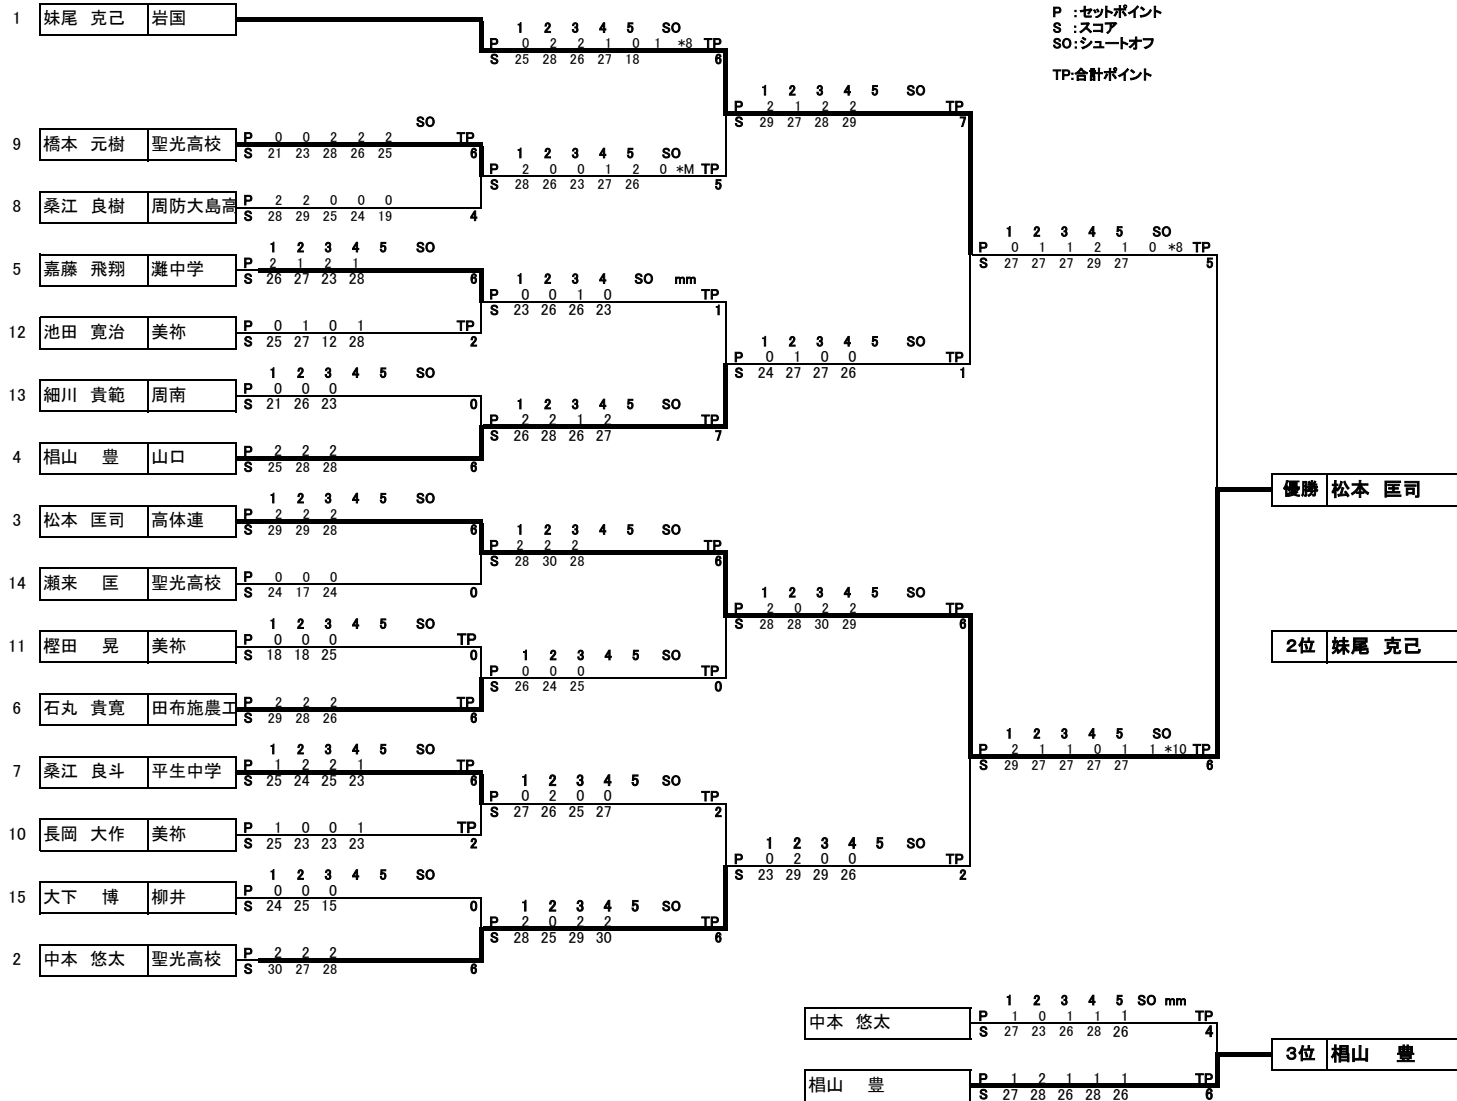 P ：セットポイント
S ：スコア
SO：シュートオフ
TP：合計ポイント
1 妹尾 克己 岩国
1 2 3 4 5 SO
P 0 2 2 1 0 1 *8 TP
S 25 28 26 27 18 6
1 2 3 4 5 SO
P 2 1 2 2 TP
S 29 27 28 29 7
SO
9 橋本 元樹 聖光高校 P 0 0 2 2 2 TP
S 21 23 28 26 25 6
1 2 3 4 5 SO
P 2 0 0 1 2 0 *M TP
S 28 26 23 27 26 5
8 桑江 良樹 周防大島高 P 2 2 0 0 0
S 28 29 25 24 19 4
1 2 3 4 5 SO
P 0 1 1 2 1 0 *8 TP
S 27 27 27 29 27 5
1 2 3 4 5 SO
5 嘉藤 飛翔 灘中学 P 2 1 2 1
S 26 27 23 28 6
1 2 3 4 SO mm
P 0 0 1 0 TP
S 23 26 26 23 1
12 池田 寛治 美祢 P 0 1 0 1 TP
S 25 27 12 28 2
1 2 3 4 5 SO
P 0 1 0 0 TP
S 24 27 27 26 1
1 2 3 4 5 SO
13 細川 貴範 周南 P 0 0 0
S 21 26 23 0
1 2 3 4 5 SO
P 2 2 1 2 TP
S 26 28 26 27 7
4 椙山 豊 山口 P 2 2 2
S 25 28 28 6
優勝 松本 匡司
1 2 3 4 5 SO
3 松本 匡司 高体連 P 2 2 2
S 29 29 28 6
1 2 3 4 5 SO
P 2 2 2 TP
S 28 30 28 6
14 瀬来 匡 聖光高校 P 0 0 0
S 24 17 24 0
1 2 3 4 5 SO
P 2 0 2 2 TP
S 28 28 30 29 6
1 2 3 4 5 SO
11 樫田 晃 美祢 P 0 0 0 TP
S 18 18 25 0
2位 妹尾 克己
1 2 3 4 5 SO
P 0 0 0
S 26 24 25 0
6 石丸 貴寛 田布施農工 P 2 2 2 TP
S 29 28 26 6
1 2 3 4 5 SO
P 2 1 1 0 1 1 *10 TP
S 29 27 27 27 27 6
1 2 3 4 5 SO
7 桑江 良斗 平生中学 P 1 2 2 1 TP
S 25 24 25 23 6
1 2 3 4 5 SO
P 0 2 0 0 TP
S 27 26 25 27 2
10 長岡 大作 美祢 P 1 0 0 1 TP
S 25 23 23 23 2
1 2 3 4 5 SO
P 0 2 0 0 TP
S 23 29 29 26 2
1 2 3 4 5 SO
15 大下 博 柳井 P 0 0 0
S 24 25 15 0
1 2 3 4 5 SO
P 2 0 2 2 TP
S 28 25 29 30 6
2 中本 悠太 聖光高校 P 2 2 2
S 30 27 28 6
1 2 3 4 5 SO mm
中本 悠太 P 1 0 1 1 1 TP
S 27 23 26 28 26 4
3位 椙山 豊
椙山 豊 P 1 2 1 1 1 TP
S 27 28 26 28 26 6